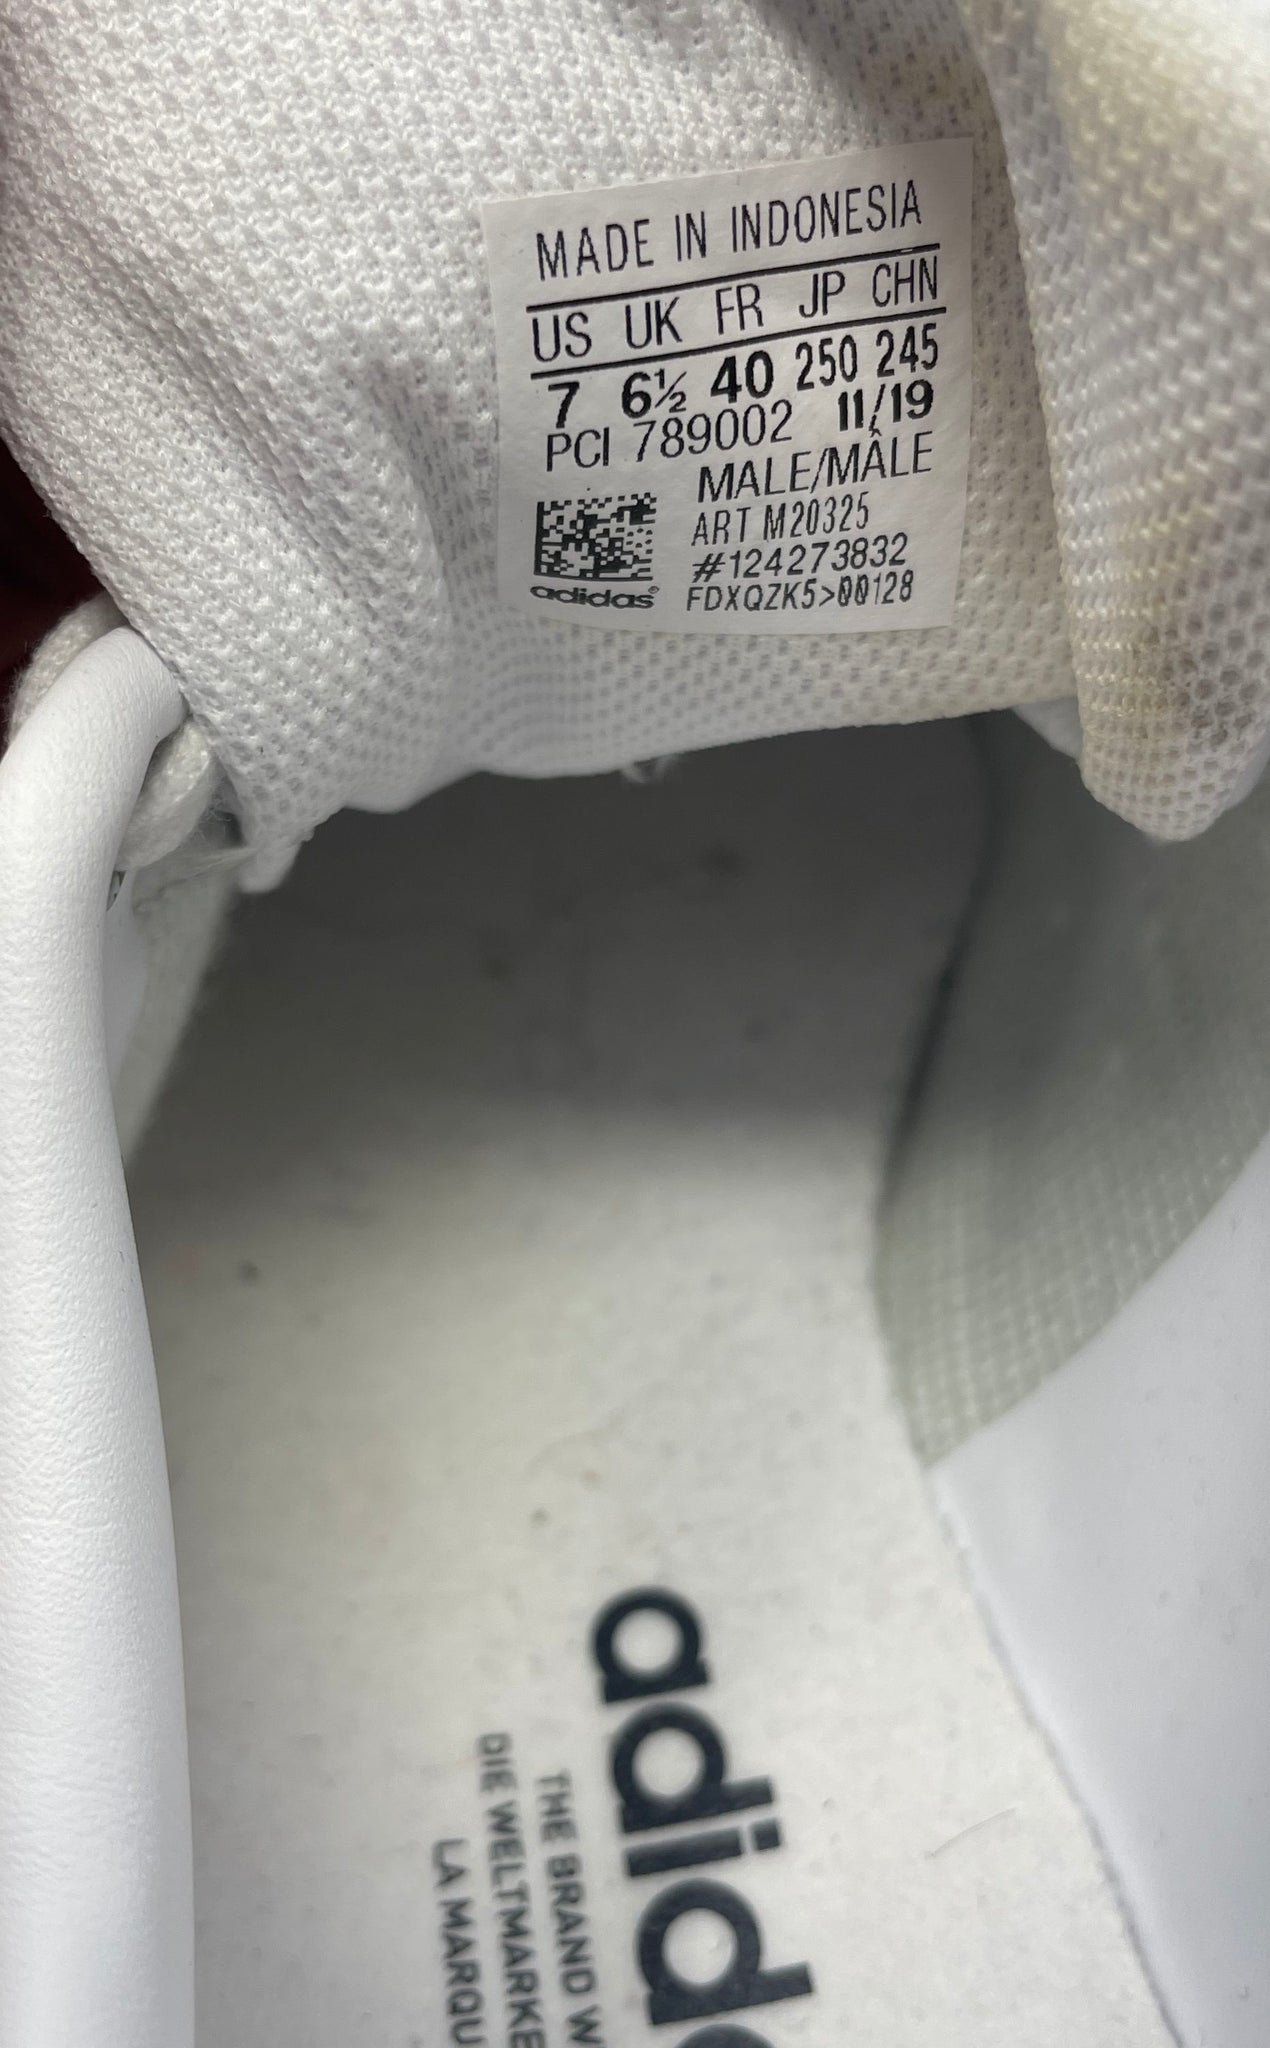 MADE IN INDONESIA
US UK FR JP CHN
7 6½ 40 250 245
PCI 789002 11/19
MALE/MÂLE
ART M20325
#124273832
adidas® FDXQZK5>00128
adid
THE BRAND W
DIE WELTMARKE
LA MARQU